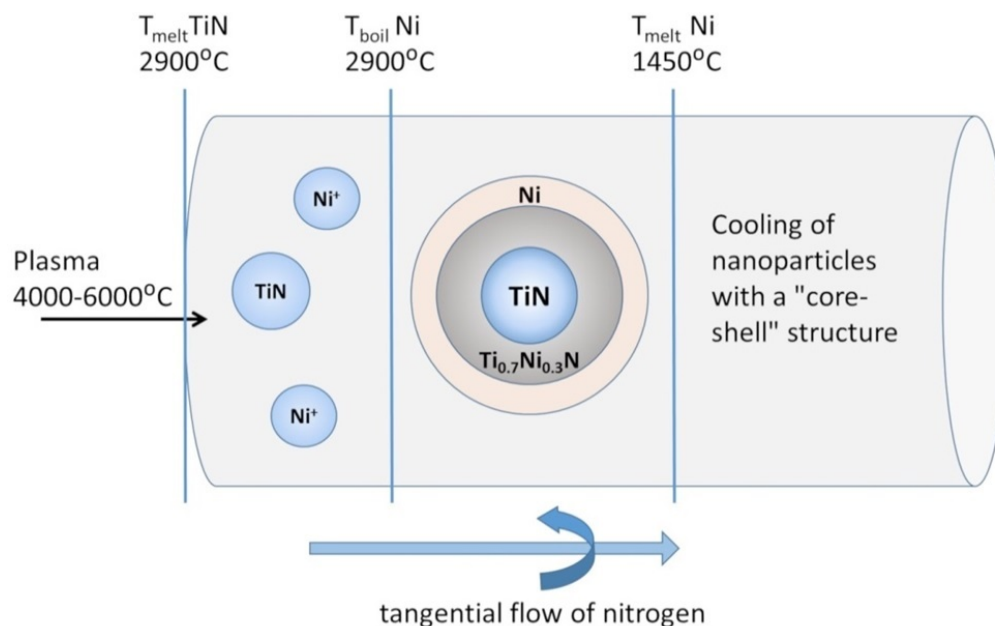 T_melt TiN
2900°C
T_boil Ni
2900°C
T_melt Ni
1450°C
Plasma
4000-6000°C
Ni⁺
TiN
Ni⁺
Ni
TiN
Ti₀.₇Ni₀.₃N
Cooling of
nanoparticles
with a "core-
shell" structure
tangential flow of nitrogen